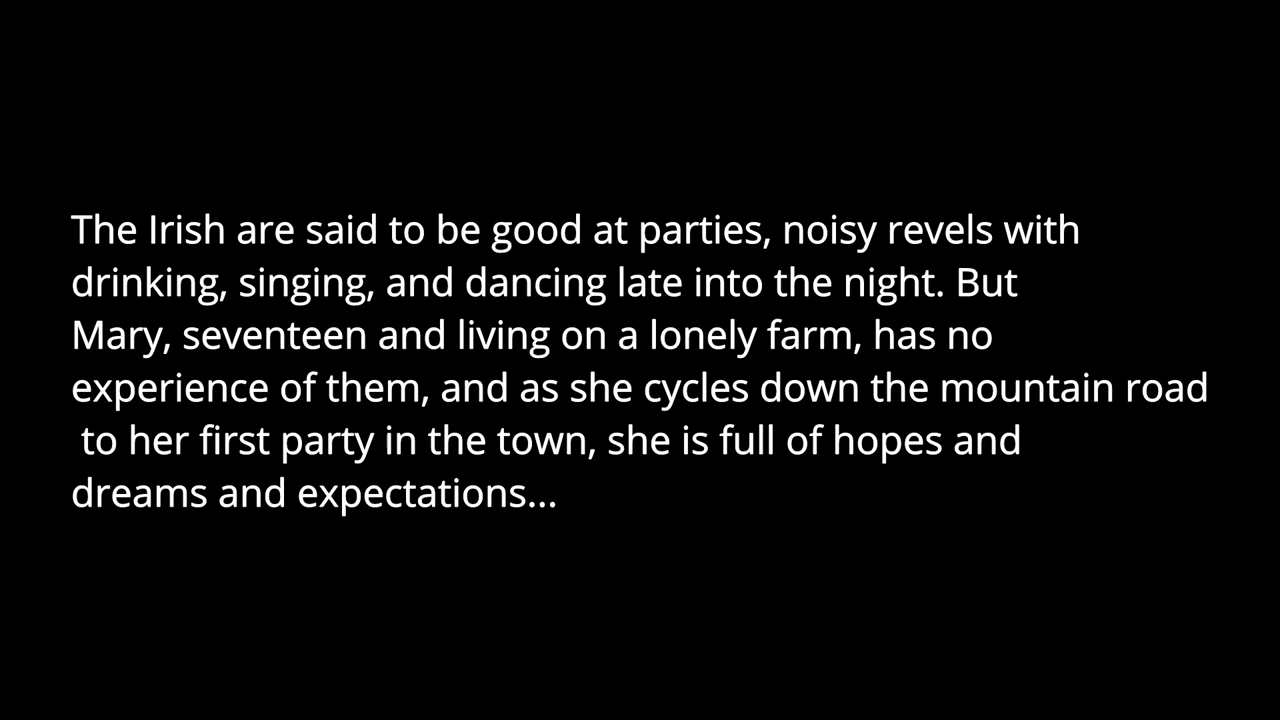 The Irish are said to be good at parties, noisy revels with
drinking, singing, and dancing late into the night. But
Mary, seventeen and living on a lonely farm, has no
experience of them, and as she cycles down the mountain road
to her first party in the town, she is full of hopes and
dreams and expectations...